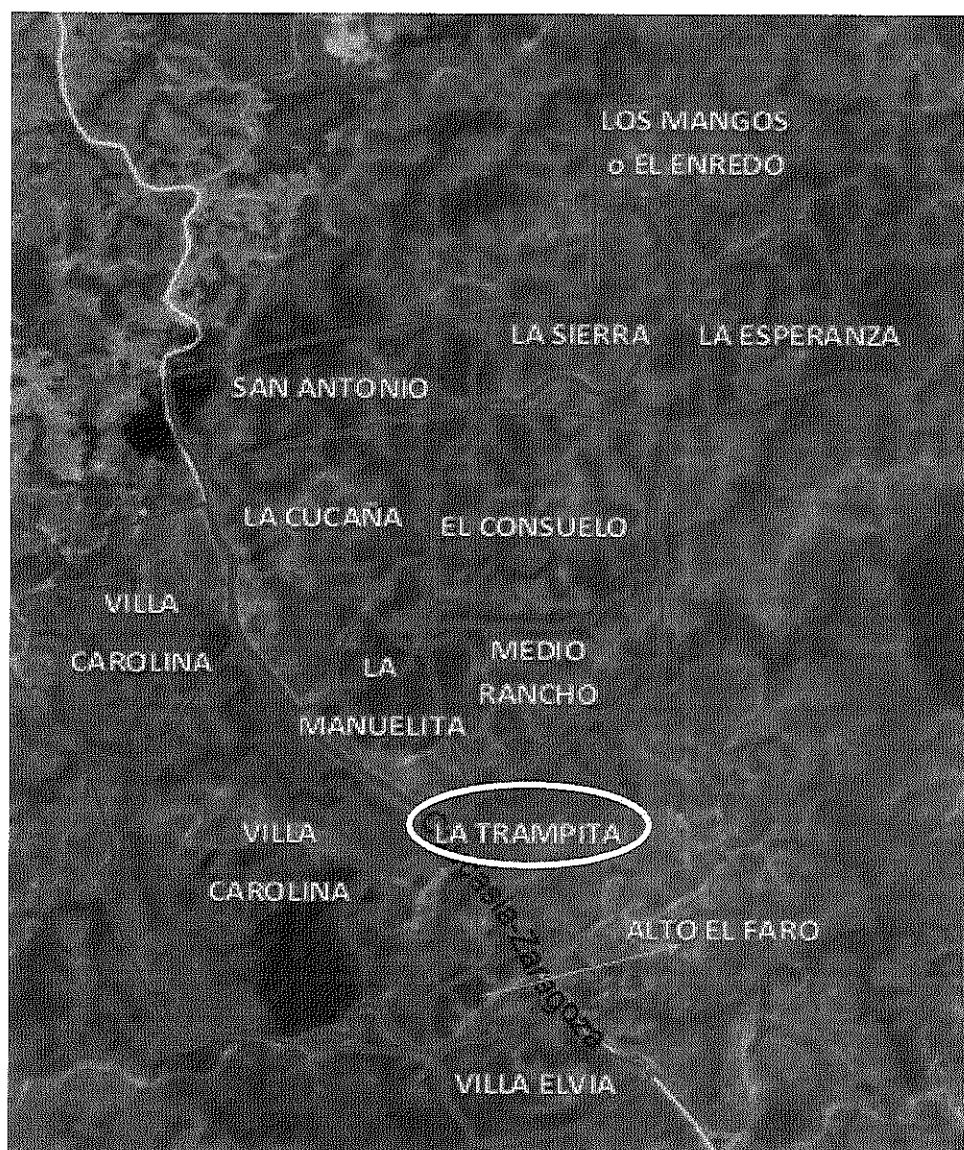 LOS MANGOS
o EL ENREDO
LA SIERRA
LA ESPERANZA
SAN ANTONIO
LA CUCAÑA
EL CONSUELO
VILLA
CAROLINA
MEDIO
RANCHO
LA
MANUELITA
VILLA
CAROLINA
LA TRAMPITA
Zaragoza
ALTO EL FARO
VILLA ELVIA